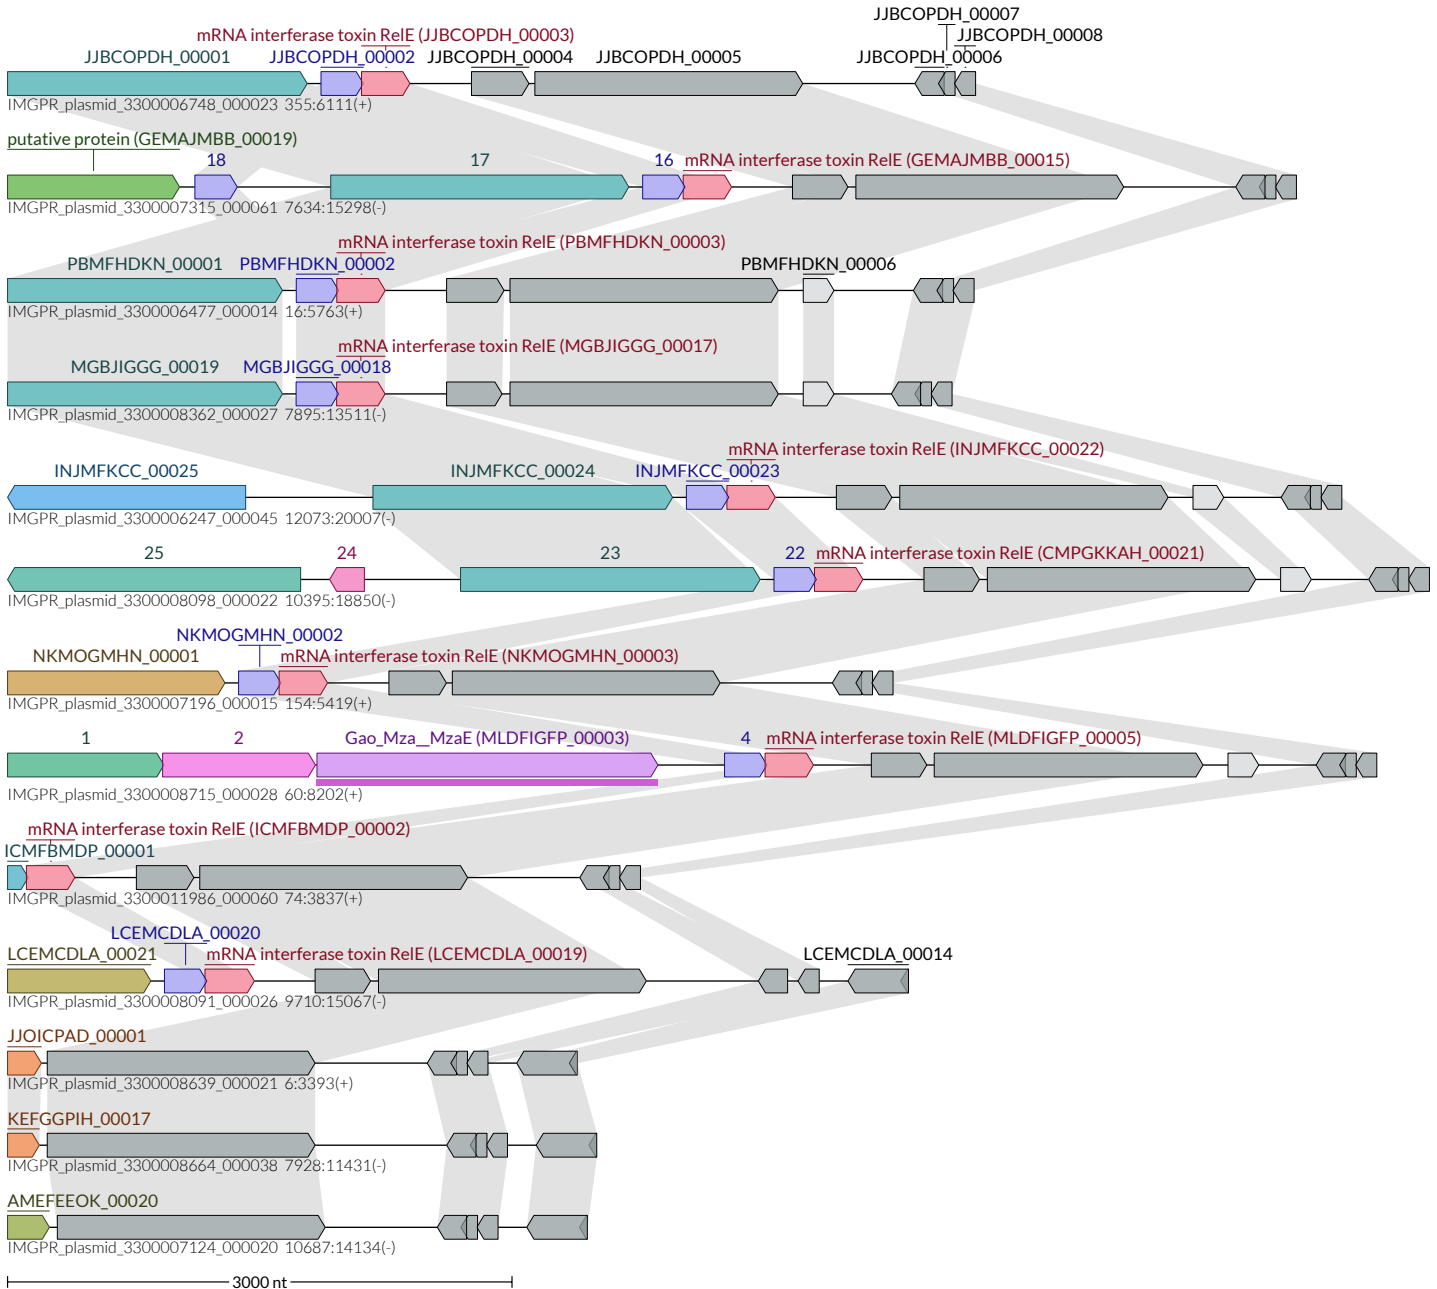 JJBCOPDH_00007
mRNA interferase toxin RelE (JJBCOPDH_00003)
JJBCOPDH_00008
JJBCOPDH_00001 JJBCOPDH_00002 JJBCOPDH_00004 JJBCOPDH_00005 JJBCOPDH_00006
IMGPR_plasmid_3300006748_000023 355:6111(+)
putative protein (GEMAJMBB_00019)
18 17 16 mRNA interferase toxin RelE (GEMAJMBB_00015)
IMGPR_plasmid_3300007315_000061 7634:15298(-)
mRNA interferase toxin RelE (PBMFHDKN_00003)
PBMFHDKN_00001 PBMFHDKN_00002 PBMFHDKN_00006
IMGPR_plasmid_3300006477_000014 16:5763(+)
mRNA interferase toxin RelE (MGBJIGGG_00017)
MGBJIGGG_00019 MGBJIGGG_00018
IMGPR_plasmid_3300008362_000027 7895:13511(-)
mRNA interferase toxin RelE (INJMFKCC_00022)
INJMFKCC_00025 INJMFKCC_00024 INJMFKCC_00023
IMGPR_plasmid_3300006247_000045 12073:20007(-)
25 24 23 22 mRNA interferase toxin RelE (CMPGKKAH_00021)
IMGPR_plasmid_3300008098_000022 10395:18850(-)
NKMOGMHN_00002
NKMOGMHN_00001 mRNA interferase toxin RelE (NKMOGMHN_00003)
IMGPR_plasmid_3300007196_000015 154:5419(+)
1 2 Gao_Mza__MzaE (MLDFIGFP_00003) 4 mRNA interferase toxin RelE (MLDFIGFP_00005)
IMGPR_plasmid_3300008715_000028 60:8202(+)
mRNA interferase toxin RelE (ICMFBMDP_00002)
ICMFBMDP_00001
IMGPR_plasmid_3300011986_000060 74:3837(+)
LCEMCDLA_00020
LCEMCDLA_00021 mRNA interferase toxin RelE (LCEMCDLA_00019) LCEMCDLA_00014
IMGPR_plasmid_3300008091_000026 9710:15067(-)
JJOICPAD_00001
IMGPR_plasmid_3300008639_000021 6:3393(+)
KEFGGPIH_00017
IMGPR_plasmid_3300008664_000038 7928:11431(-)
AMEFEEOK_00020
IMGPR_plasmid_3300007124_000020 10687:14134(-)
3000 nt